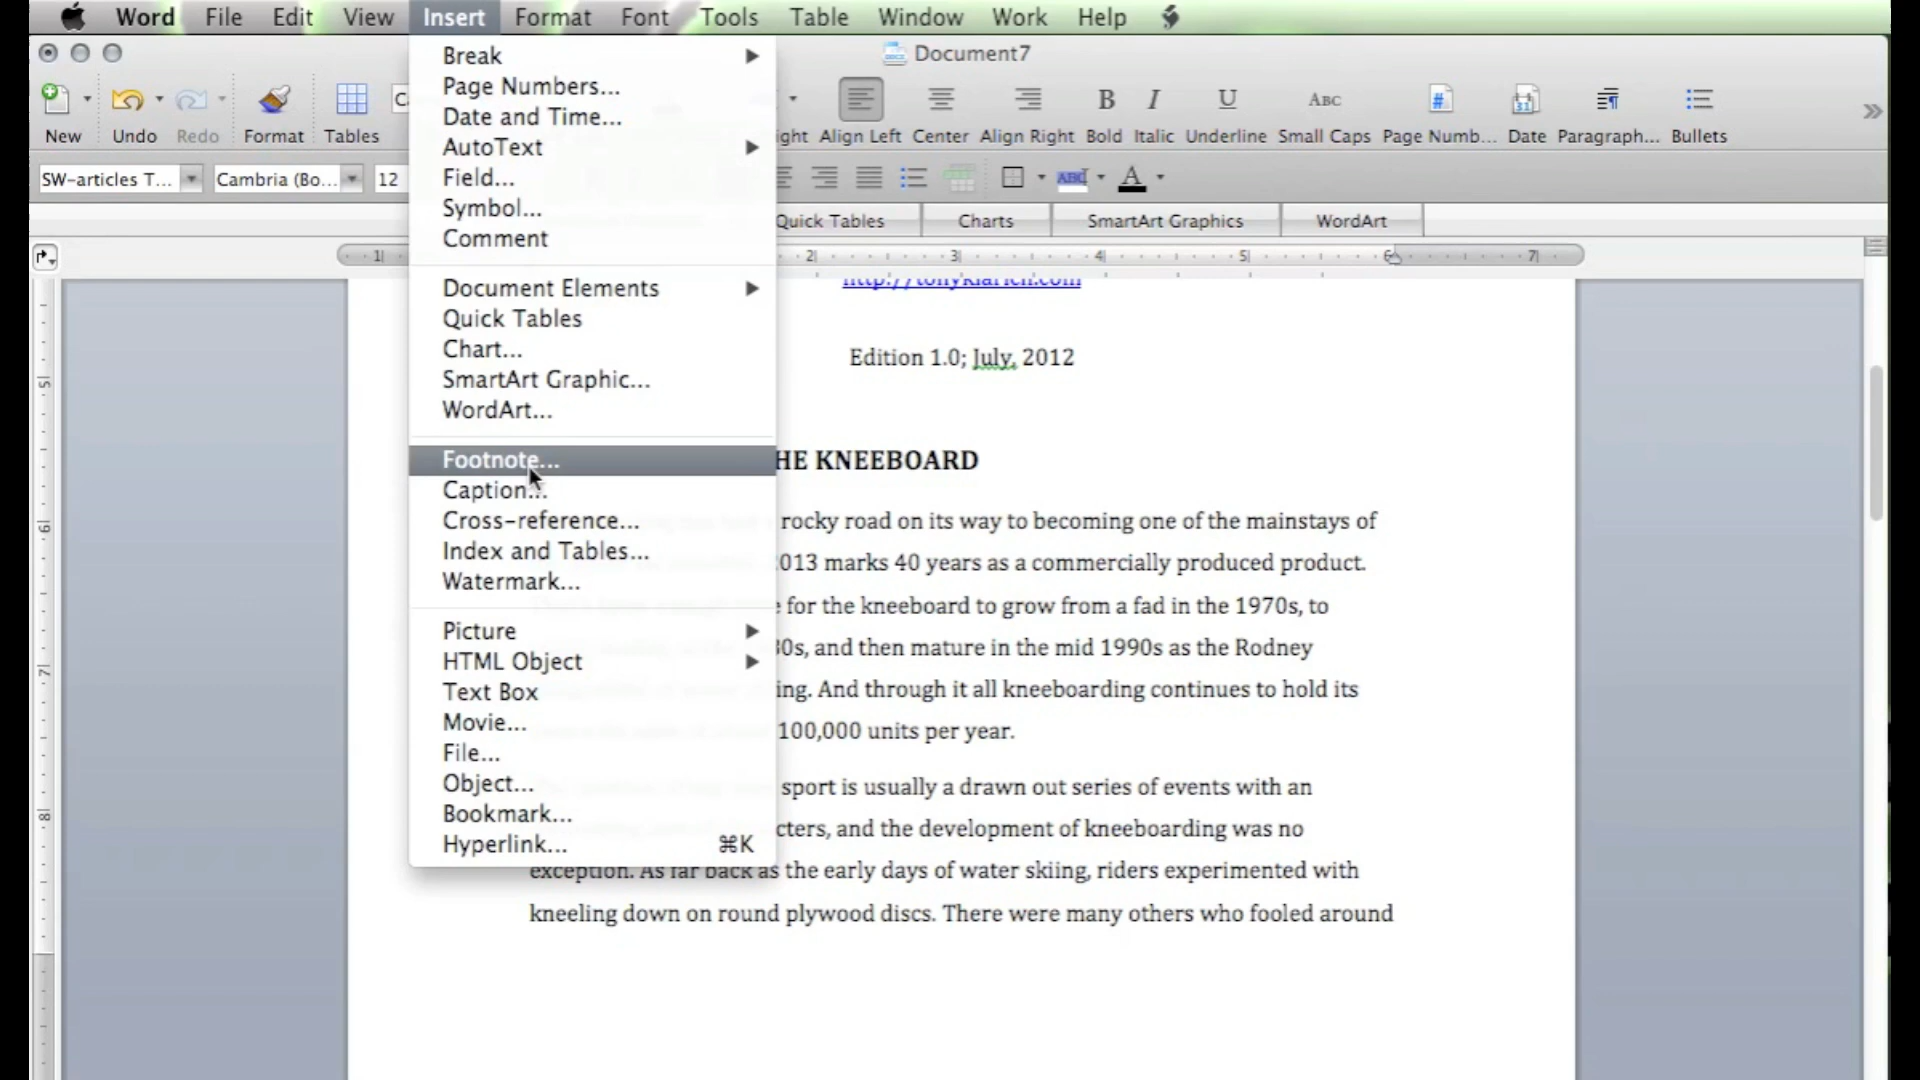 Word File Edit View Insert Format Font Tools Table Window Work Help
Document7
New Undo Redo Format Tables Align Left Center Align Right Bold Italic Underline Small Caps Page Numb... Date Paragraph... Bullets
SW-articles T... Cambria (Bo... 12
Quick Tables Charts SmartArt Graphics WordArt
Break
Page Numbers...
Date and Time...
AutoText
Field...
Symbol...
Comment
Document Elements
Quick Tables
Chart...
SmartArt Graphic...
WordArt...
Footnote...
Caption...
Cross-reference...
Index and Tables...
Watermark...
Picture
HTML Object
Text Box
Movie...
File...
Object...
Bookmark...
Hyperlink... ⌘K
http://tonyklarich.com
Edition 1.0; July, 2012
HE KNEEBOARD
rocky road on its way to becoming one of the mainstays of
2013 marks 40 years as a commercially produced product.
for the kneeboard to grow from a fad in the 1970s, to
80s, and then mature in the mid 1990s as the Rodney
ing. And through it all kneeboarding continues to hold its
100,000 units per year.
sport is usually a drawn out series of events with an
cters, and the development of kneeboarding was no
exception. As far back as the early days of water skiing, riders experimented with
kneeling down on round plywood discs. There were many others who fooled around